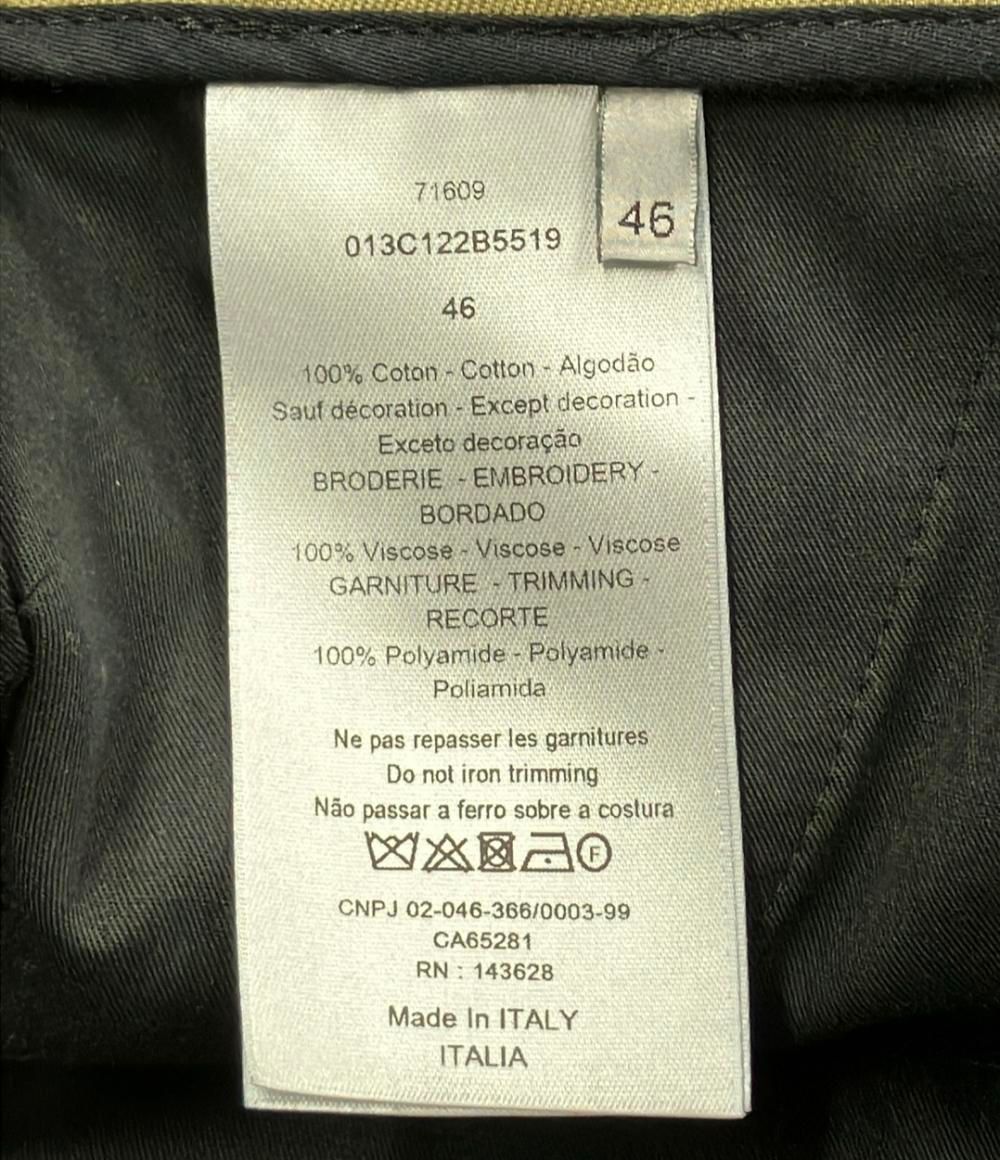 71609
013C122B5519
46
46
100% Coton - Cotton - Algodão
Sauf décoration - Except decoration -
Exceto decoração
BRODERIE - EMBROIDERY -
BORDADO
100% Viscose - Viscose - Viscose
GARNITURE - TRIMMING -
RECORTE
100% Polyamide - Polyamide -
Poliamida
Ne pas repasser les garnitures
Do not iron trimming
Não passar a ferro sobre a costura
F
CNPJ 02-046-366/0003-99
CA65281
RN : 143628
Made In ITALY
ITALIA